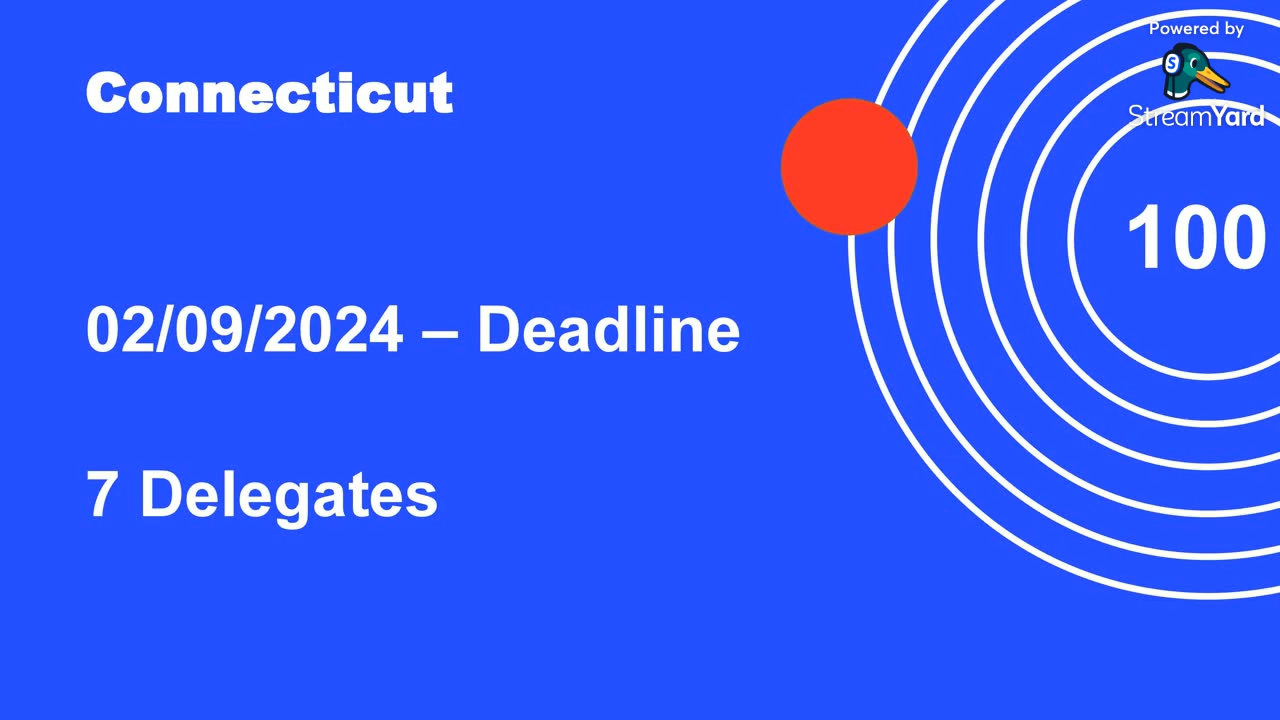 Powered by
StreamYard
Connecticut
100
02/09/2024 – Deadline
7 Delegates